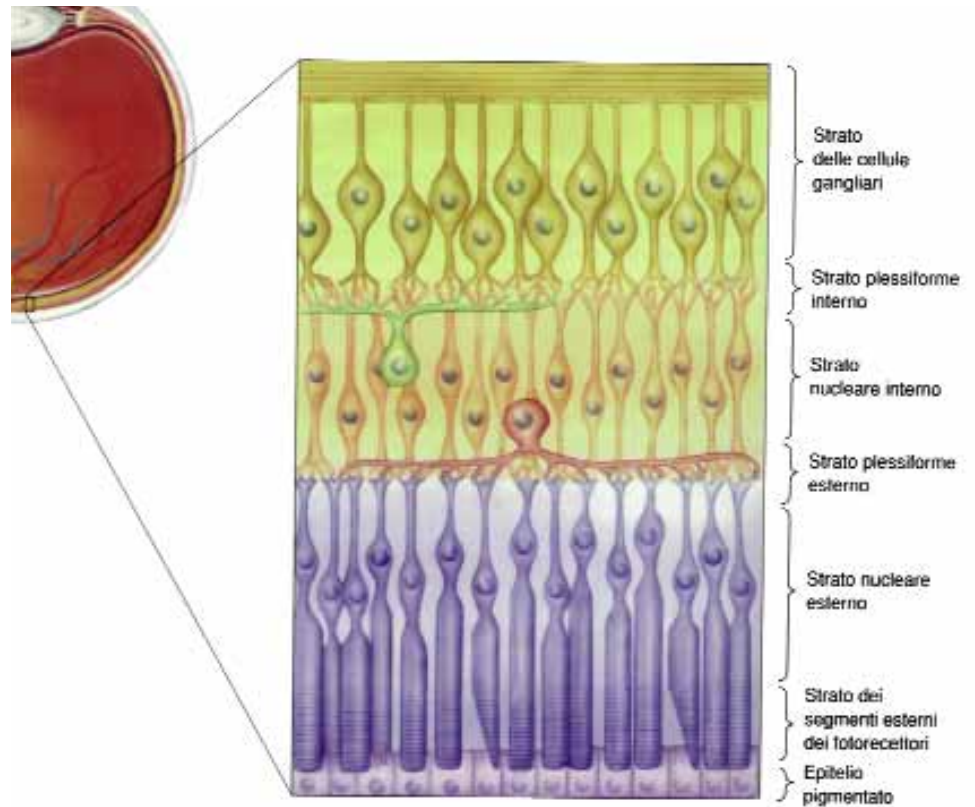 Strato
delle cellule
gangliari
Strato plessiforme
interno
Strato
nucleare interno
Strato plessiforme
esterno
Strato nucleare
esterno
Strato dei
segmenti esterni
dei fotorecettori
Epitelio
pigmentato